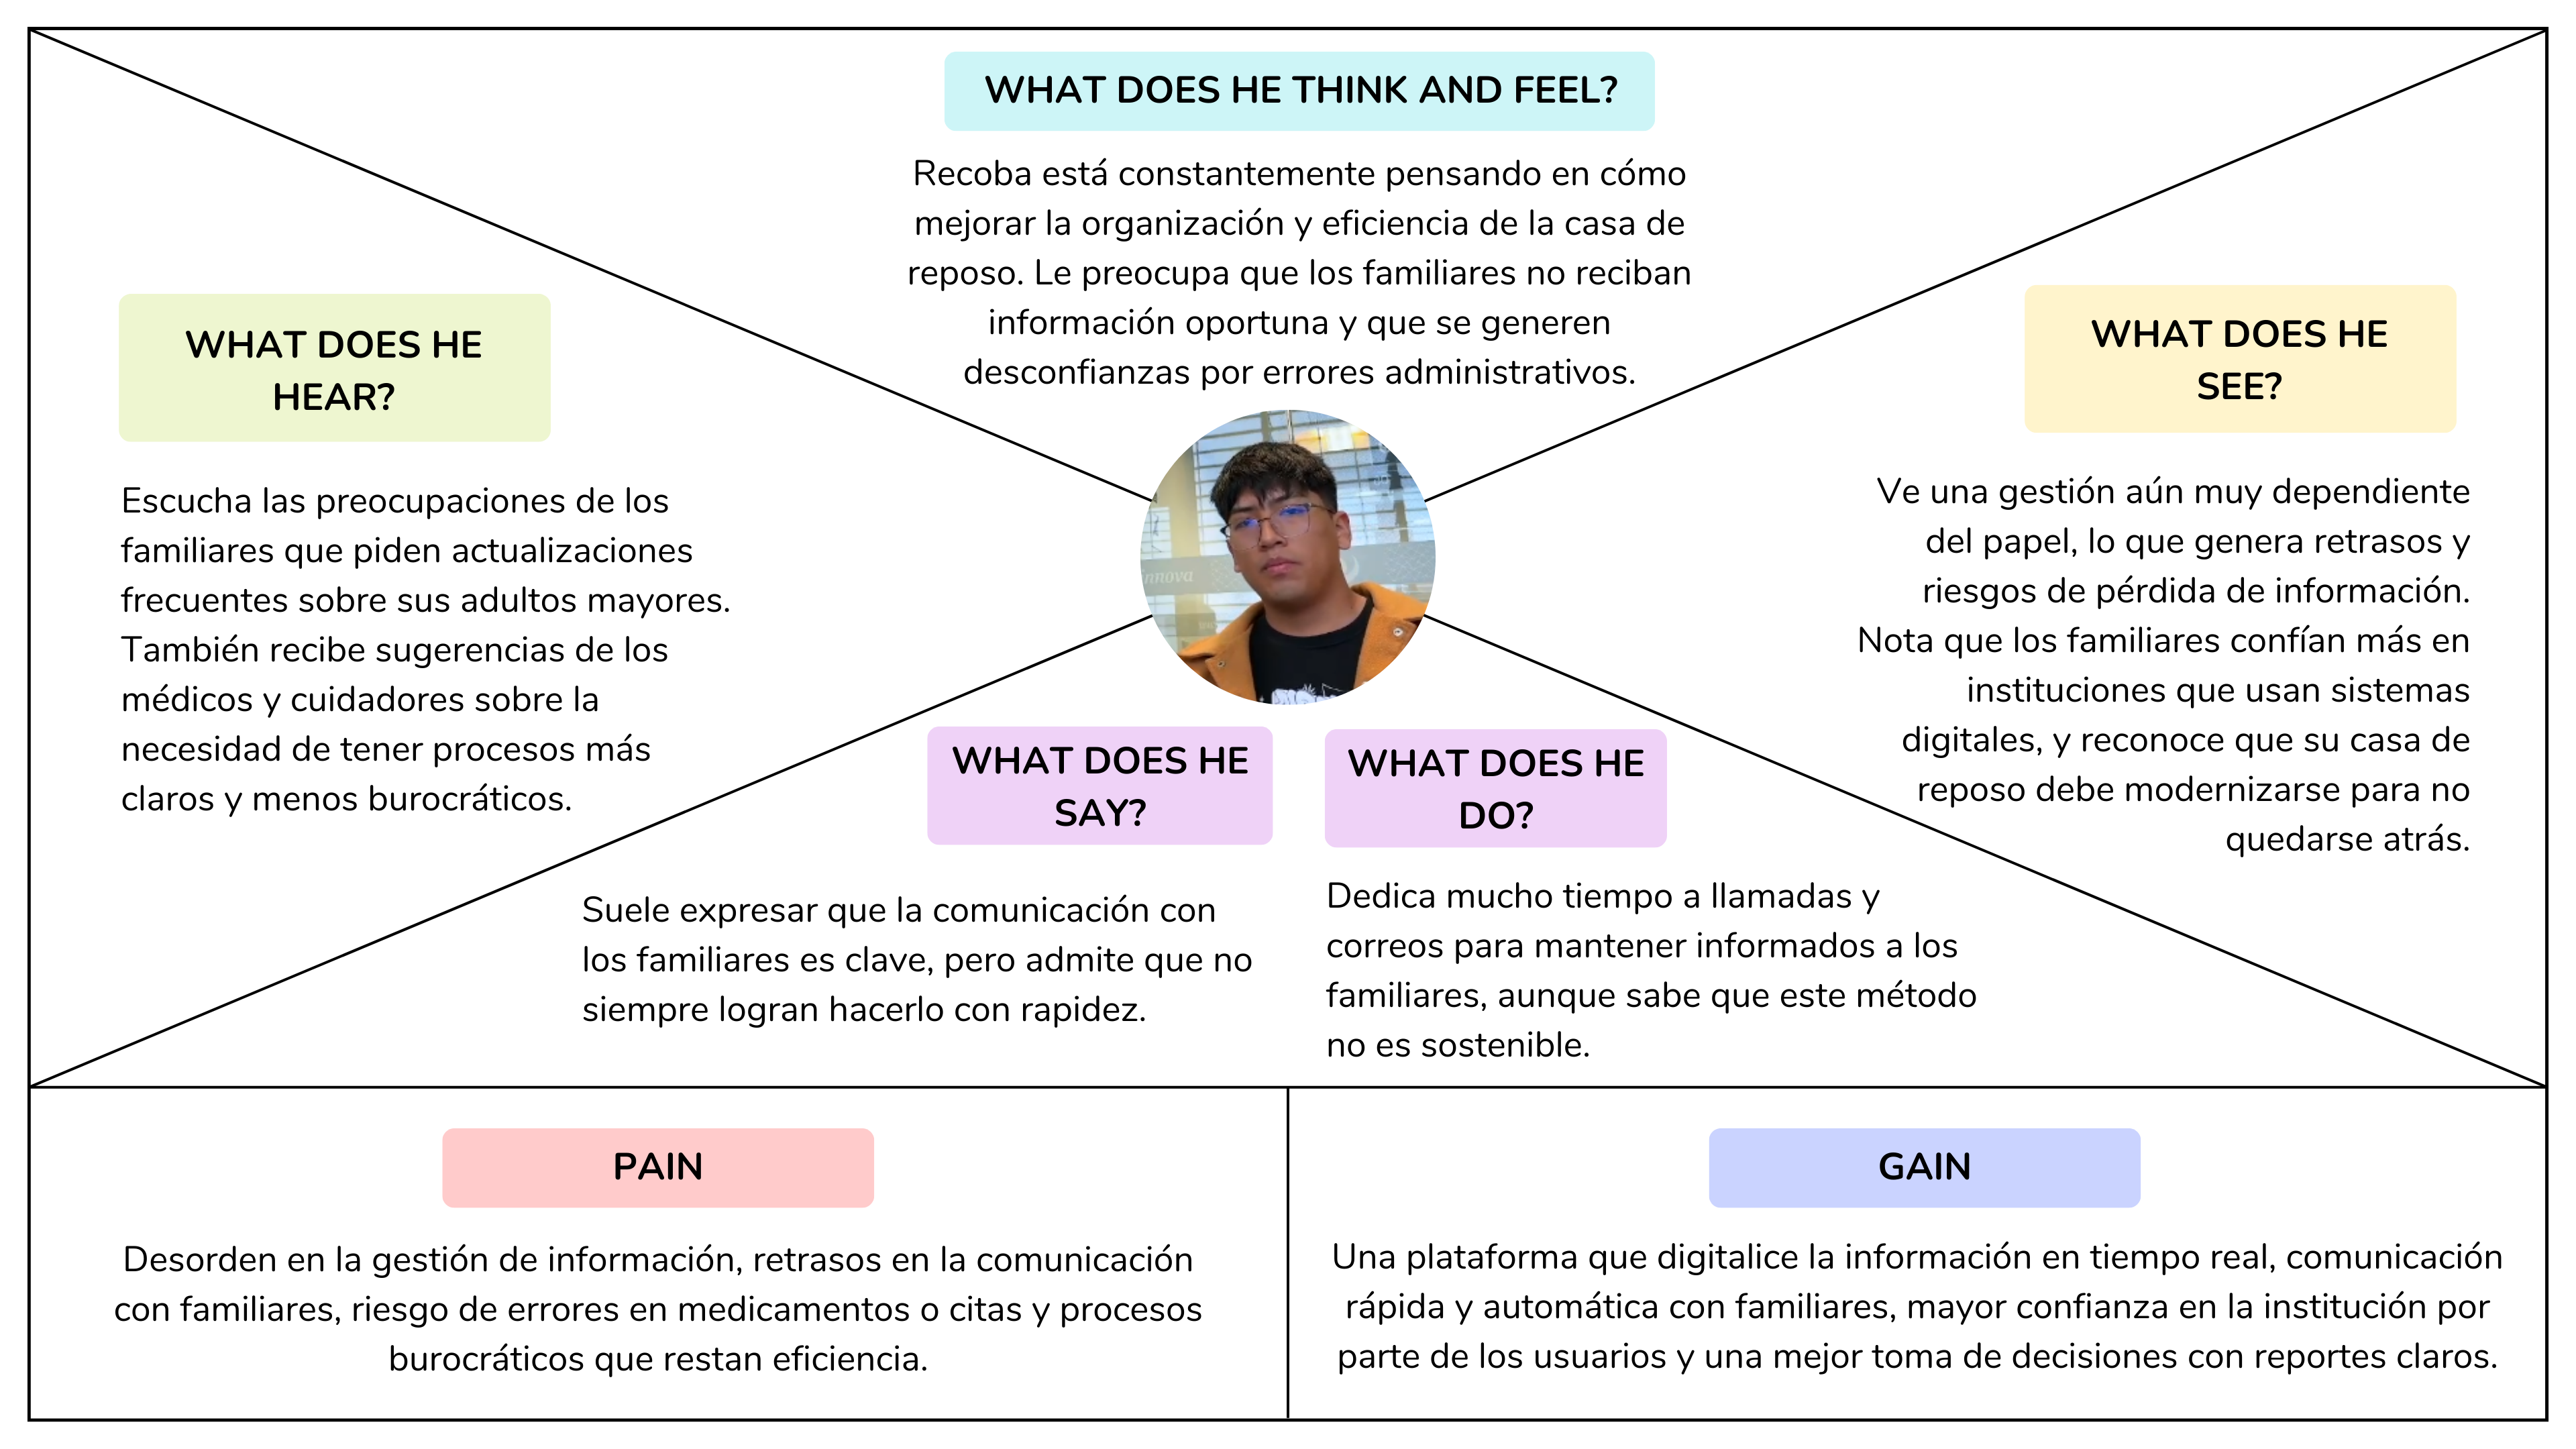 WHAT DOES HE THINK AND FEEL?
Recoba está constantemente pensando en cómo
mejorar la organización y eficiencia de la casa de
reposo. Le preocupa que los familiares no reciban
información oportuna y que se generen
desconfianzas por errores administrativos.
WHAT DOES HE
HEAR?
Escucha las preocupaciones de los
familiares que piden actualizaciones
frecuentes sobre sus adultos mayores.
También recibe sugerencias de los
médicos y cuidadores sobre la
necesidad de tener procesos más
claros y menos burocráticos.
WHAT DOES HE
SEE?
Ve una gestión aún muy dependiente
del papel, lo que genera retrasos y
riesgos de pérdida de información.
Nota que los familiares confían más en
instituciones que usan sistemas
digitales, y reconoce que su casa de
reposo debe modernizarse para no
quedarse atrás.
innova
WHAT DOES HE
SAY?
Suele expresar que la comunicación con
los familiares es clave, pero admite que no
siempre logran hacerlo con rapidez.
WHAT DOES HE
DO?
Dedica mucho tiempo a llamadas y
correos para mantener informados a los
familiares, aunque sabe que este método
no es sostenible.
PAIN
Desorden en la gestión de información, retrasos en la comunicación
con familiares, riesgo de errores en medicamentos o citas y procesos
burocráticos que restan eficiencia.
GAIN
Una plataforma que digitalice la información en tiempo real, comunicación
rápida y automática con familiares, mayor confianza en la institución por
parte de los usuarios y una mejor toma de decisiones con reportes claros.